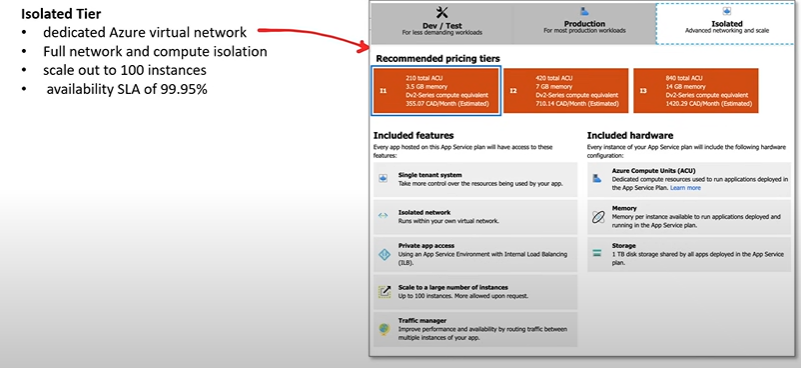 Isolated Tier
• dedicated Azure virtual network
• Full network and compute isolation
• scale out to 100 instances
• availability SLA of 99.95%
Dev / Test
For less demanding workloads
Production
For most production workloads
Isolated
Advanced networking and scale
Recommended pricing tiers
I1
210 total ACU
3.5 GB memory
Dv2-Series compute equivalent
355.07 CAD/Month (Estimated)
I2
420 total ACU
7 GB memory
Dv2-Series compute equivalent
710.14 CAD/Month (Estimated)
I3
840 total ACU
14 GB memory
Dv2-Series compute equivalent
1420.29 CAD/Month (Estimated)
Included features
Every app hosted on this App Service plan will have access to these
features:
Single tenant system
Take more control over the resources being used by your app.
Isolated network
Runs within your own virtual network.
Private app access
Using an App Service Environment with Internal Load Balancing
(ILB).
Scale to a large number of instances
Up to 100 instances. More allowed upon request.
Traffic manager
Improve performance and availability by routing traffic between
multiple instances of your app.
Included hardware
Every instance of your App Service plan will include the following hardware
configuration:
Azure Compute Units (ACU)
Dedicated compute resources used to run applications deployed in
the App Service Plan. Learn more
Memory
Memory per instance available to run applications deployed and
running in the App Service plan.
Storage
1 TB disk storage shared by all apps deployed in the App Service
plan.